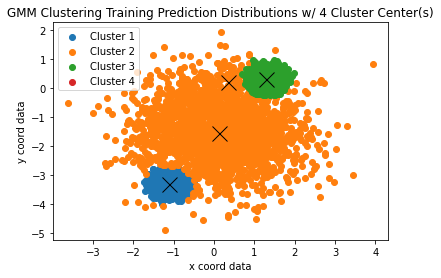 GMM Clustering Training Prediction Distributions w/ 4 Cluster Center(s)
Cluster 1
Cluster 2
Cluster 3
Cluster 4
y coord data
2
1
0
−1
−2
−3
−4
−5
−3
−2
−1
0
1
2
3
4
x coord data